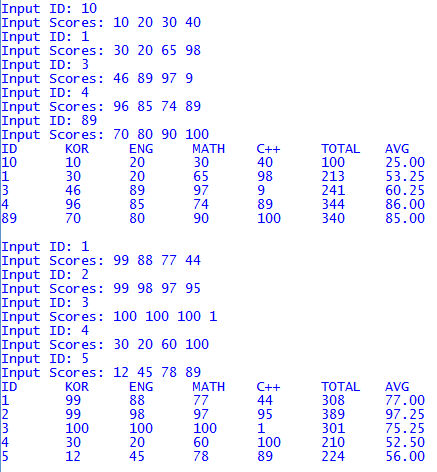 Input ID: 10
Input Scores: 10 20 30 40
Input ID: 1
Input Scores: 30 20 65 98
Input ID: 3
Input Scores: 46 89 97 9
Input ID: 4
Input Scores: 96 85 74 89
Input ID: 89
Input Scores: 70 80 90 100
ID KOR ENG MATH C++ TOTAL AVG
10 10 20 30 40 100 25.00
1 30 20 65 98 213 53.25
3 46 89 97 9 241 60.25
4 96 85 74 89 344 86.00
89 70 80 90 100 340 85.00
Input ID: 1
Input Scores: 99 88 77 44
Input ID: 2
Input Scores: 99 98 97 95
Input ID: 3
Input Scores: 100 100 100 1
Input ID: 4
Input Scores: 30 20 60 100
Input ID: 5
Input Scores: 12 45 78 89
ID KOR ENG MATH C++ TOTAL AVG
1 99 88 77 44 308 77.00
2 99 98 97 95 389 97.25
3 100 100 100 1 301 75.25
4 30 20 60 100 210 52.50
5 12 45 78 89 224 56.00